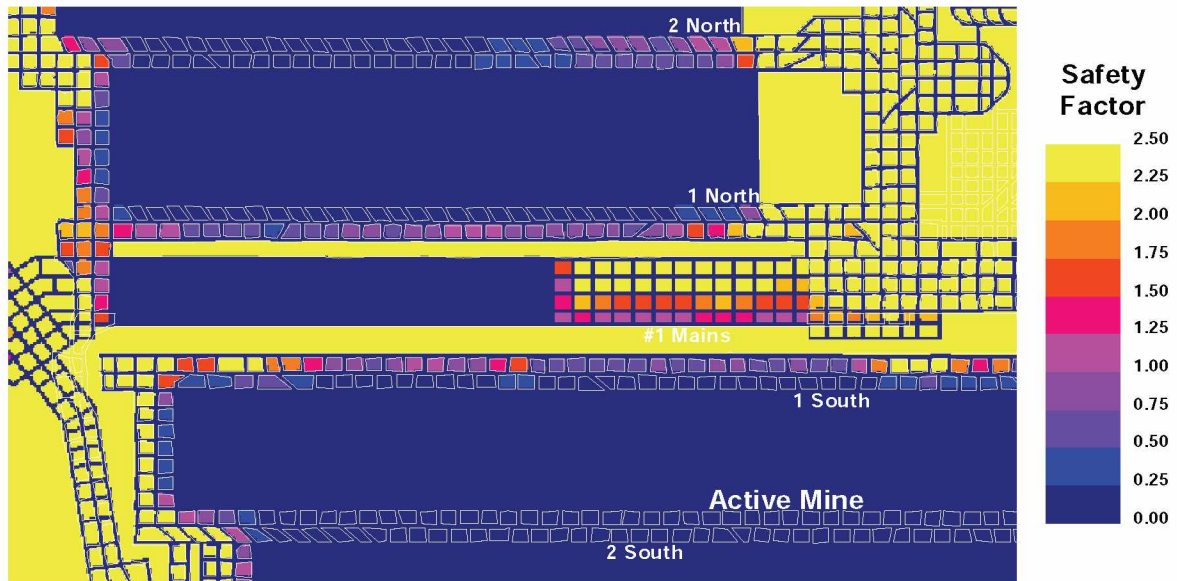 2 North
1 North
#1 Mains
1 South
Active Mine
2 South
Safety
Factor
2.50
2.25
2.00
1.75
1.50
1.25
1.00
0.75
0.50
0.25
0.00